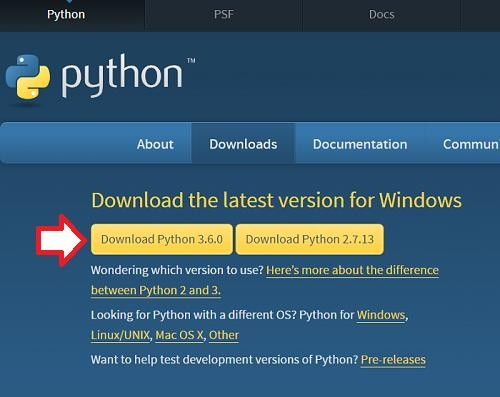 Python PSF Docs
python™
About Downloads Documentation Commun
Download the latest version for Windows
Download Python 3.6.0 Download Python 2.7.13
Wondering which version to use? Here's more about the difference
between Python 2 and 3.
Looking for Python with a different OS? Python for Windows,
Linux/UNIX, Mac OS X, Other
Want to help test development versions of Python? Pre-releases